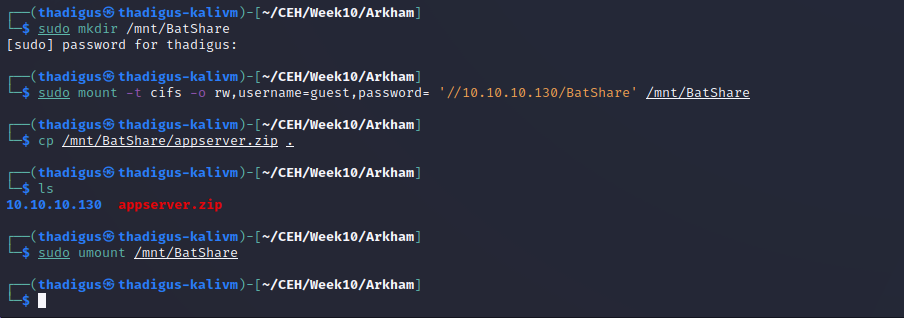 ┌──(thadigus㉿thadigus-kalivm)-[~/CEH/Week10/Arkham]
└─$ sudo mkdir /mnt/BatShare
[sudo] password for thadigus:
┌──(thadigus㉿thadigus-kalivm)-[~/CEH/Week10/Arkham]
└─$ sudo mount -t cifs -o rw,username=guest,password= '//10.10.10.130/BatShare' /mnt/BatShare
┌──(thadigus㉿thadigus-kalivm)-[~/CEH/Week10/Arkham]
└─$ cp /mnt/BatShare/appserver.zip .
┌──(thadigus㉿thadigus-kalivm)-[~/CEH/Week10/Arkham]
└─$ ls
10.10.10.130  appserver.zip
┌──(thadigus㉿thadigus-kalivm)-[~/CEH/Week10/Arkham]
└─$ sudo umount /mnt/BatShare
┌──(thadigus㉿thadigus-kalivm)-[~/CEH/Week10/Arkham]
└─$